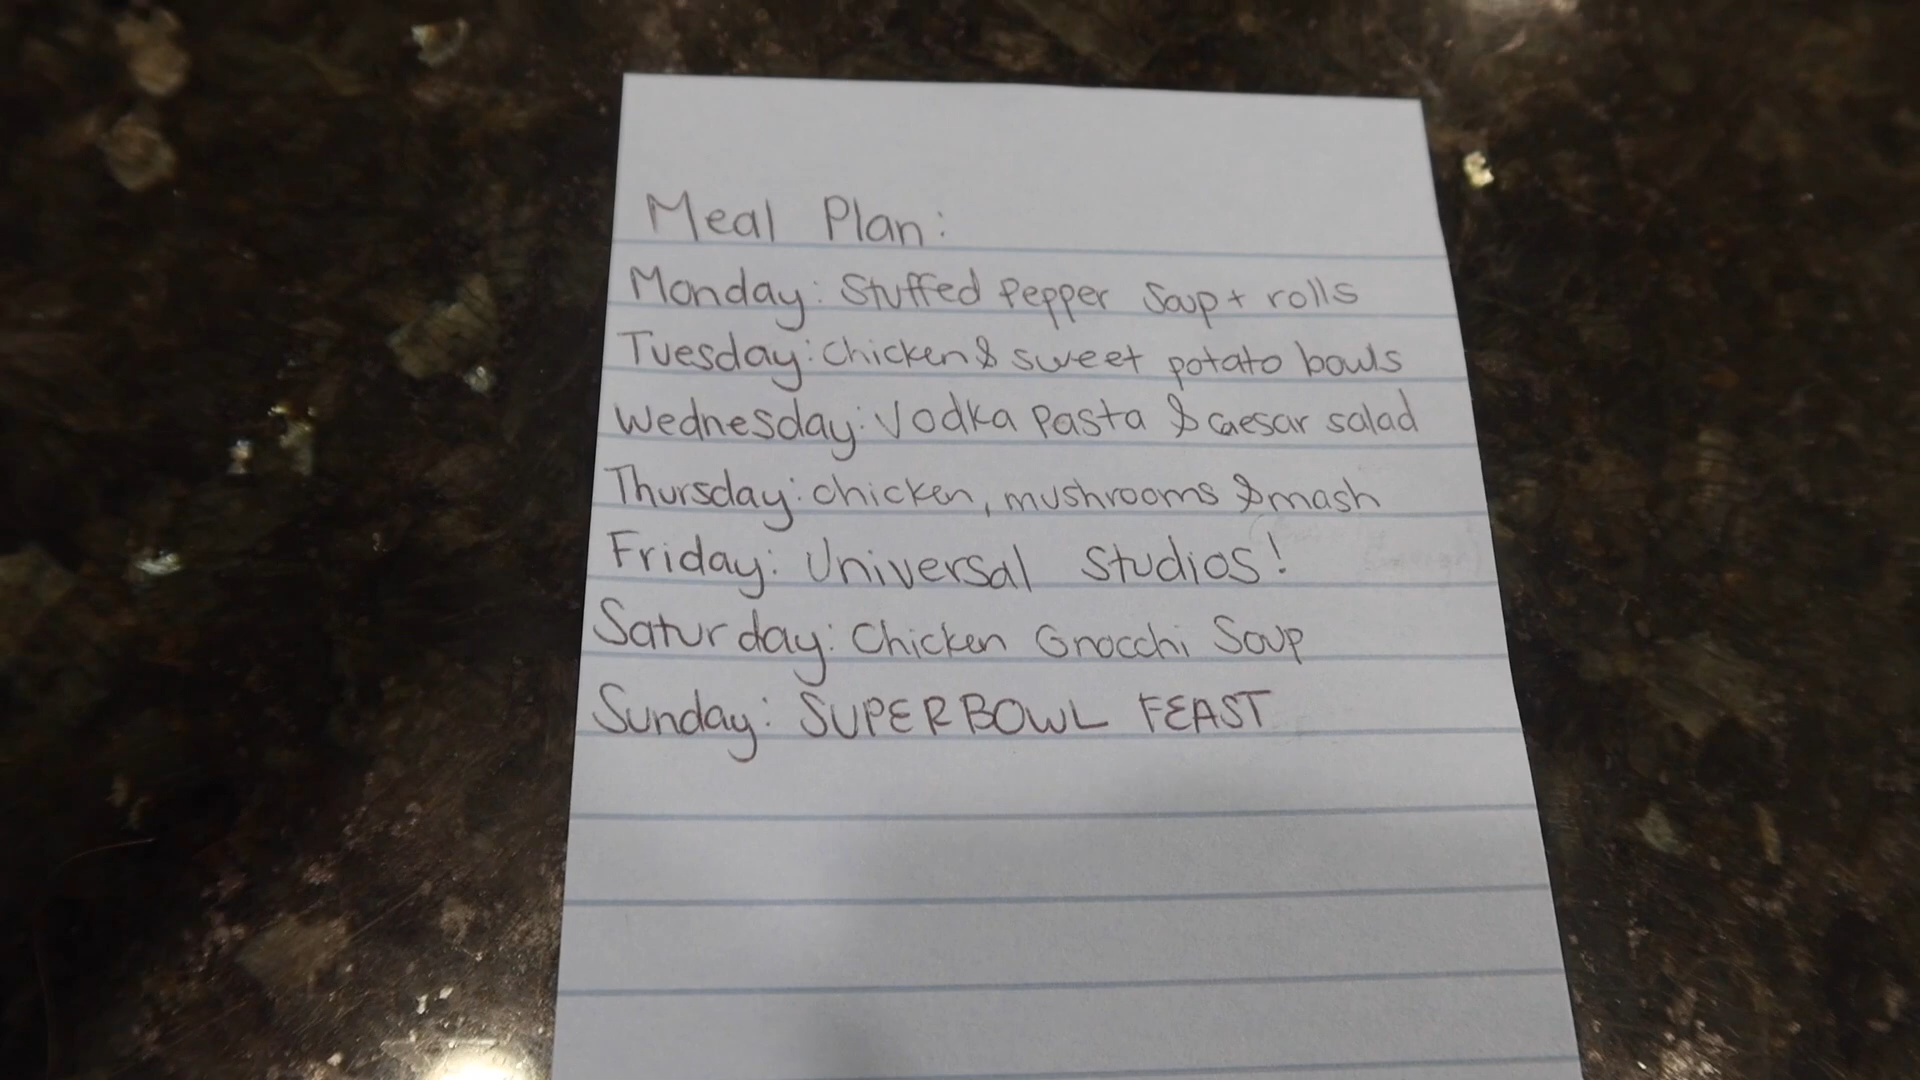 Meal Plan:
Monday: Stuffed Pepper Soup + rolls
Tuesday: chicken & sweet potato bowls
Wednesday: Vodka Pasta & caesar salad
Thursday: chicken, mushrooms & mash
Friday: Universal Studios!
Saturday: Chicken Gnocchi Soup
Sunday: SUPERBOWL FEAST